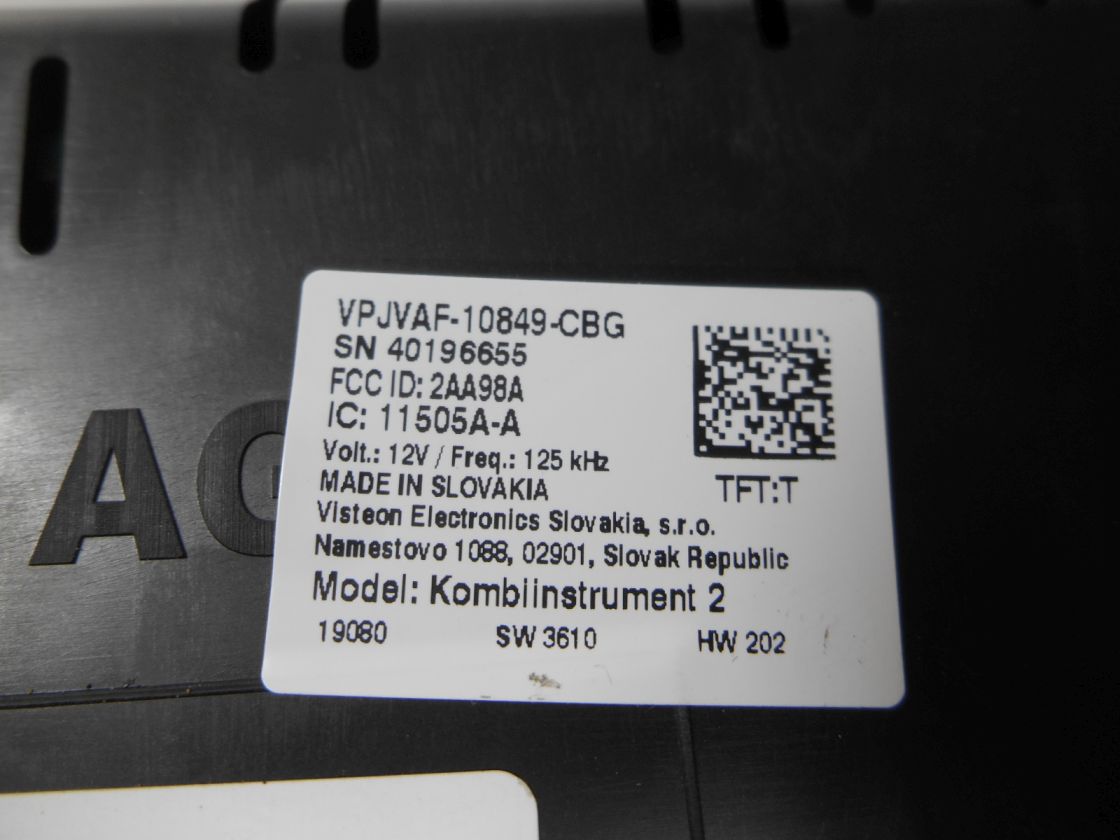 VPJVAF-10849-CBG
SN 40196655
FCC ID: 2AA98A
IC: 11505A-A
Volt.: 12V / Freq.: 125 kHz
MADE IN SLOVAKIA
TFT:T
Visteon Electronics Slovakia, s.r.o.
Namestovo 1088, 02901, Slovak Republic
Model: Kombiinstrument 2
19080 SW 3610 HW 202
AG